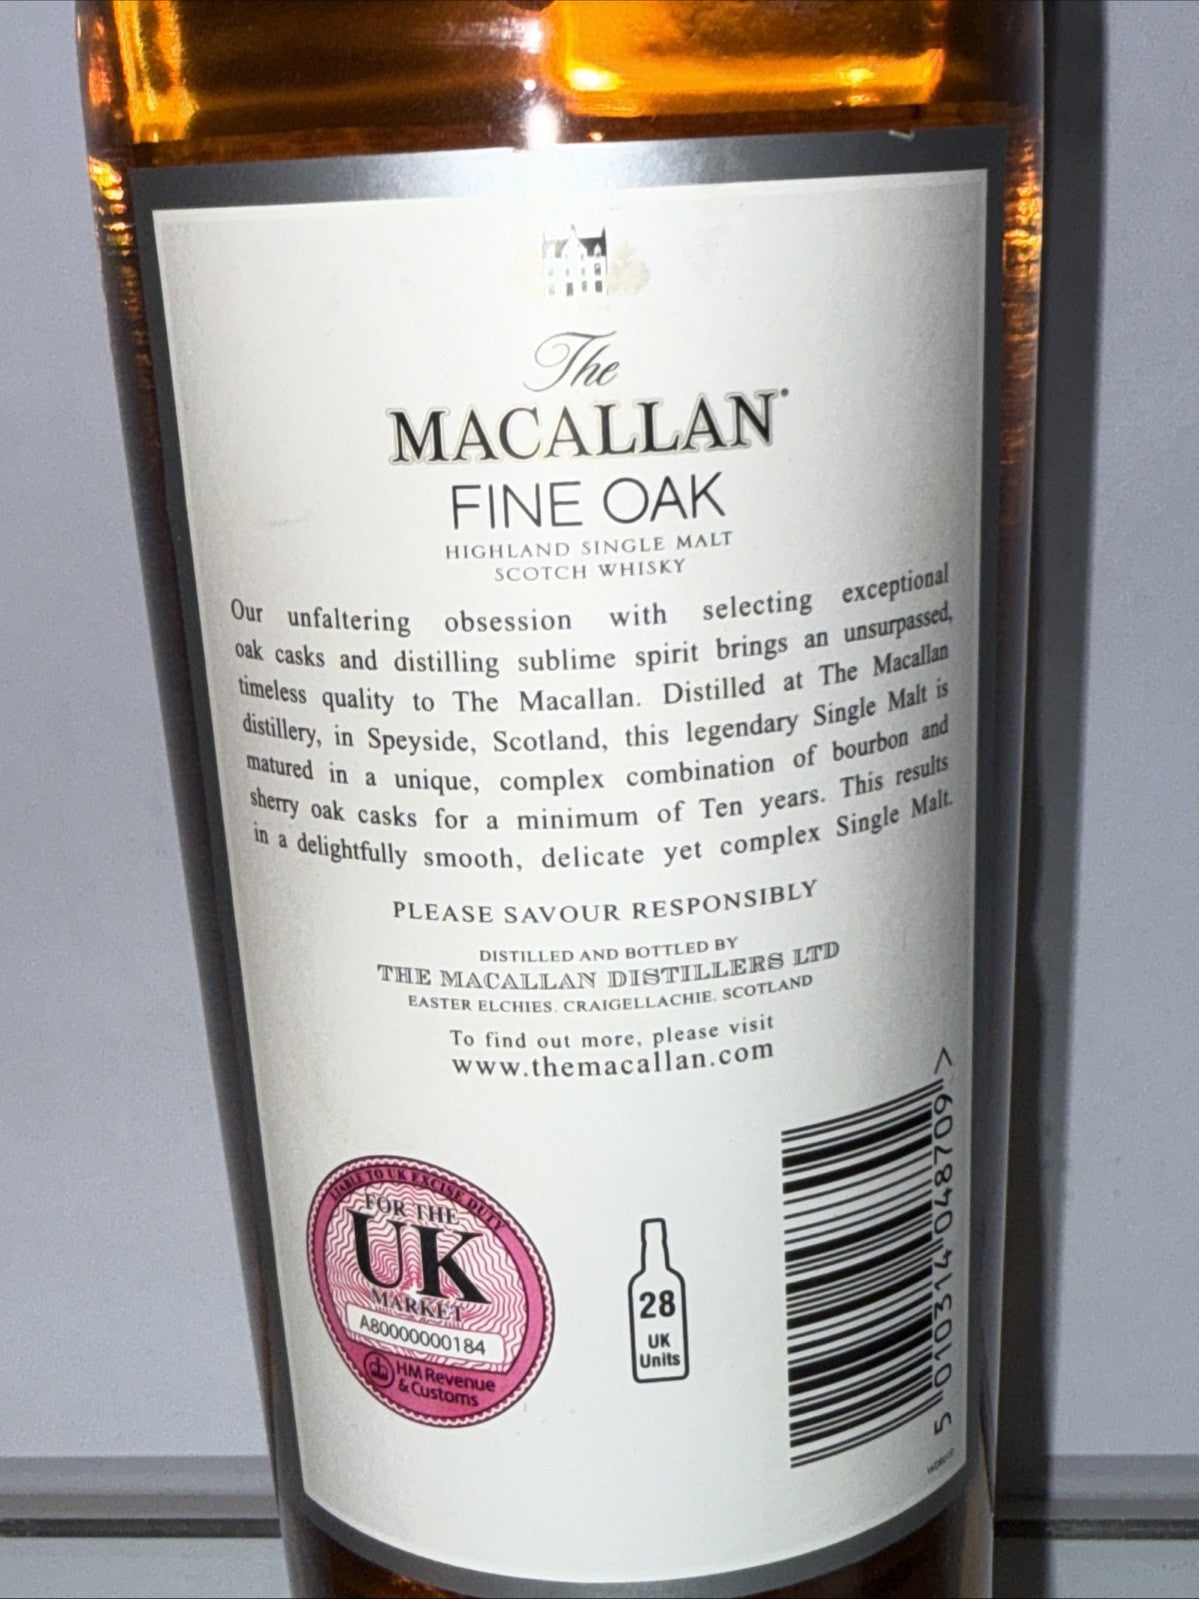 The
MACALLAN
FINE OAK
HIGHLAND SINGLE MALT
SCOTCH WHISKY
Our unfaltering obsession with selecting exceptional
oak casks and distilling sublime spirit brings an unsurpassed,
timeless quality to The Macallan. Distilled at The Macallan
distillery, in Speyside, Scotland, this legendary Single Malt is
matured in a unique, complex combination of bourbon and
sherry oak casks for a minimum of Ten years. This results
in a delightfully smooth, delicate yet complex Single Malt.
PLEASE SAVOUR RESPONSIBLY
DISTILLED AND BOTTLED BY
THE MACALLAN DISTILLERS LTD
EASTER ELCHIES. CRAIGELLACHIE. SCOTLAND
To find out more, please visit
www.themacallan.com
LIABLE TO UK EXCISE DUTY
FOR THE
UK
MARKET
A80000000184
HM Revenue
& Customs
28
UK
Units
5 010314 048709 >